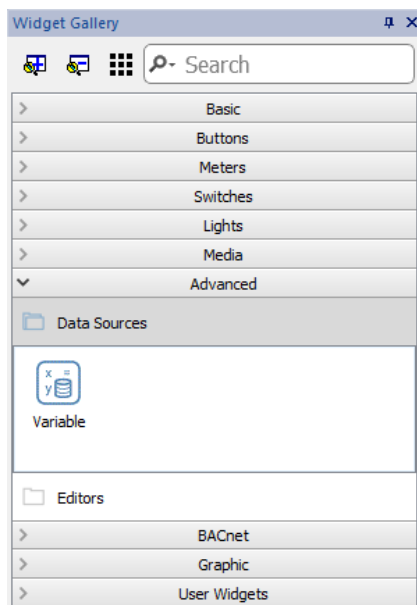 Widget Gallery
Search
Basic
Buttons
Meters
Switches
Lights
Media
Advanced
Data Sources
x =
y
Variable
Editors
BACnet
Graphic
User Widgets